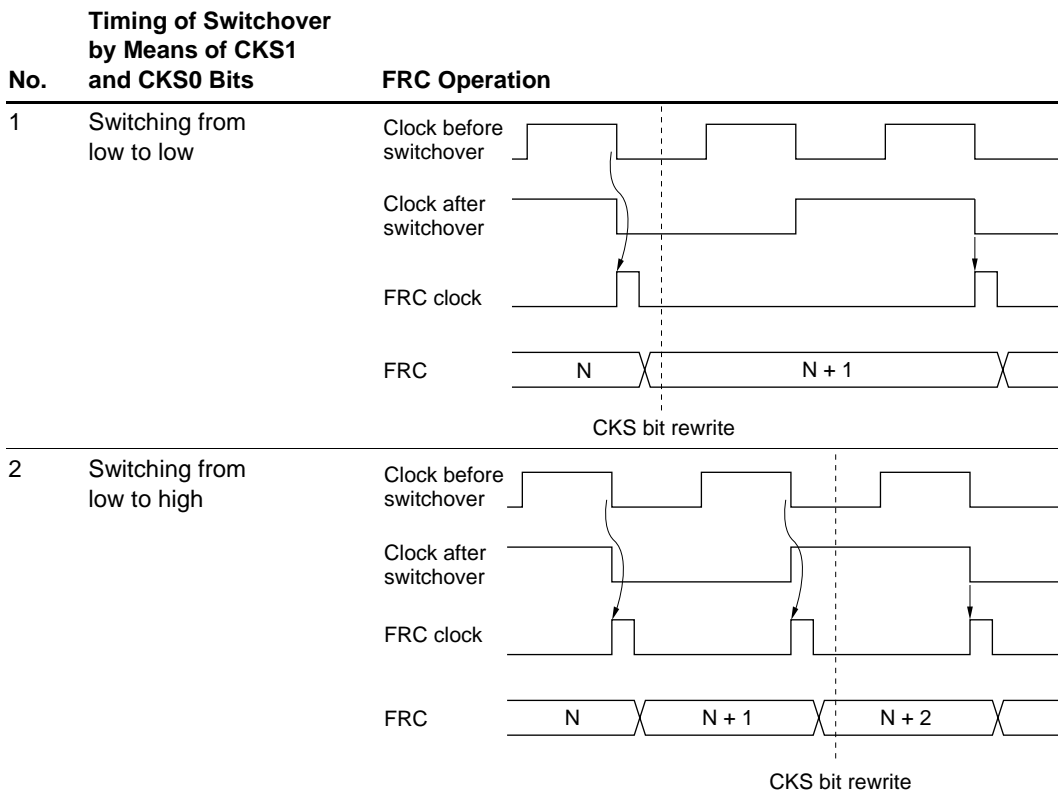 No.
Timing of Switchover
by Means of CKS1
and CKS0 Bits
FRC Operation
1
Switching from
low to low
Clock before
switchover
Clock after
switchover
FRC clock
FRC
N
N + 1
CKS bit rewrite
2
Switching from
low to high
Clock before
switchover
Clock after
switchover
FRC clock
FRC
N
N + 1
N + 2
CKS bit rewrite